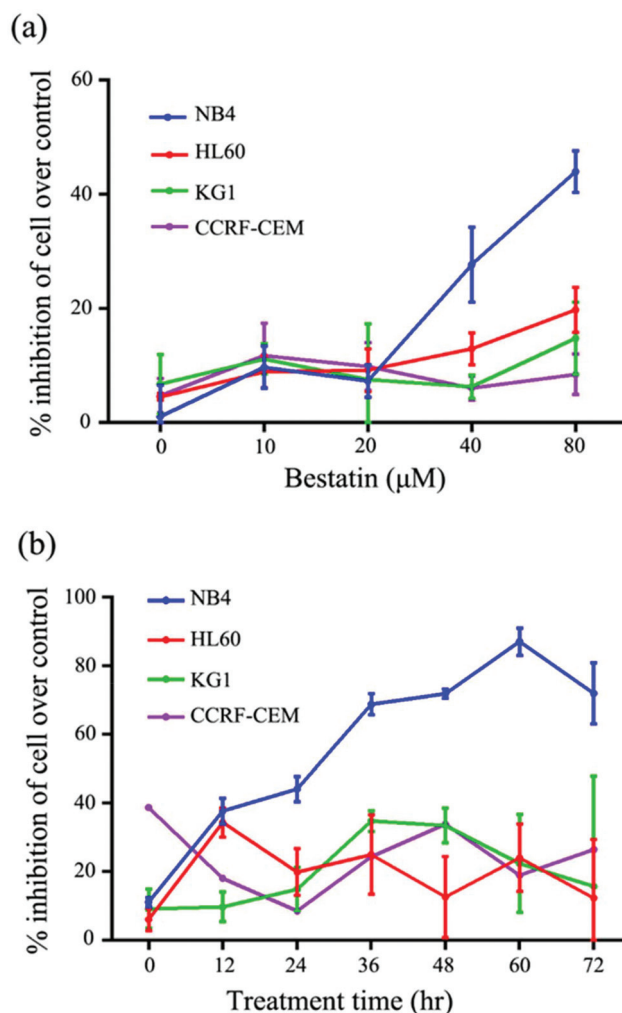 (a)
% inhibition of cell over control
60
40
20
0
NB4
HL60
KG1
CCRF-CEM
0 10 20 40 80
Bestatin (μM)
(b)
% inhibition of cell over control
100
80
60
40
20
0
NB4
HL60
KG1
CCRF-CEM
0 12 24 36 48 60 72
Treatment time (hr)